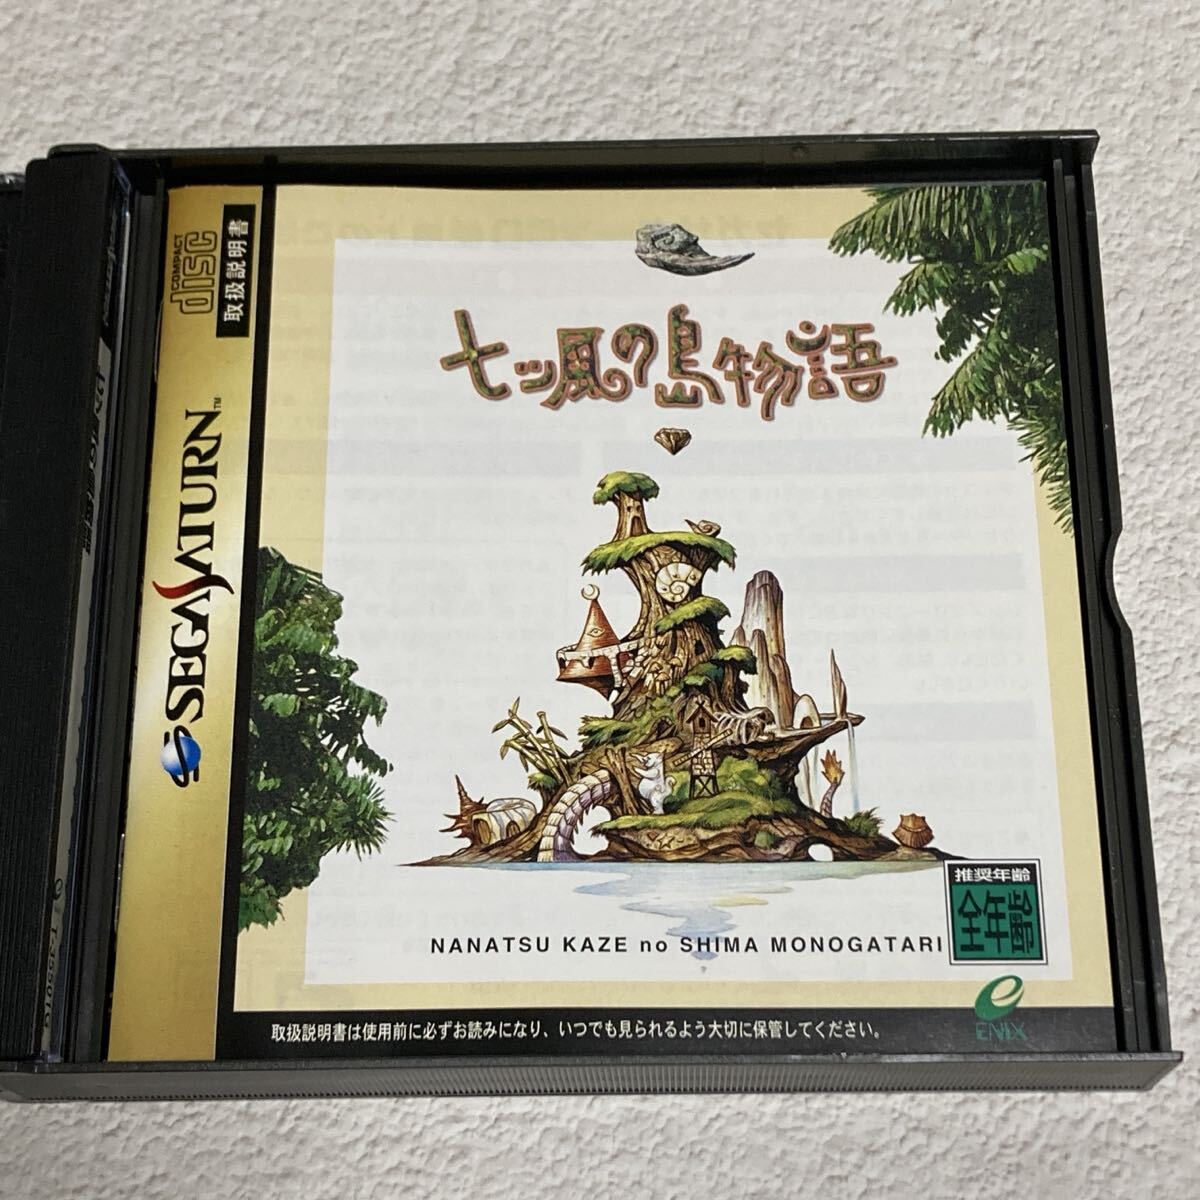 COMPACT
disc
取扱説明書
SEGA SATURN™
七ツ風の島物語
NANATSU KAZE no SHIMA MONOGATARI
推奨年齢
全年齢
ENIX
取扱説明書は使用前に必ずお読みになり、いつでも見られるよう大切に保管してください。